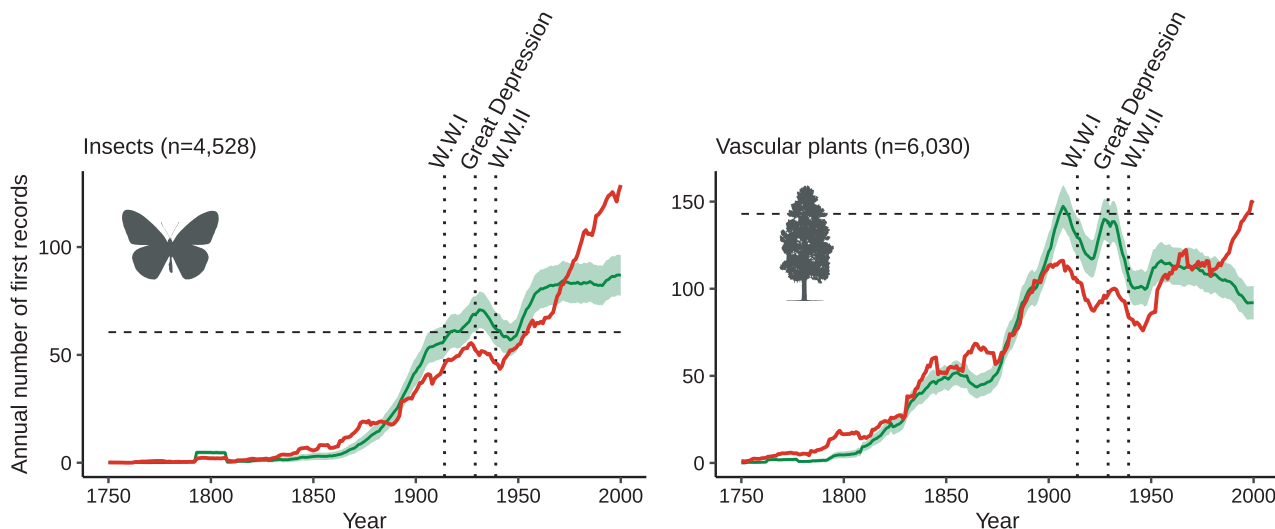 Insects (n=4,528)
W.W.I
Great Depression
W.W.II
Annual number of first records
100
50
0
1750
1800
1850
1900
1950
2000
Year
Vascular plants (n=6,030)
W.W.I
Great Depression
W.W.II
150
100
50
0
1750
1800
1850
1900
1950
2000
Year